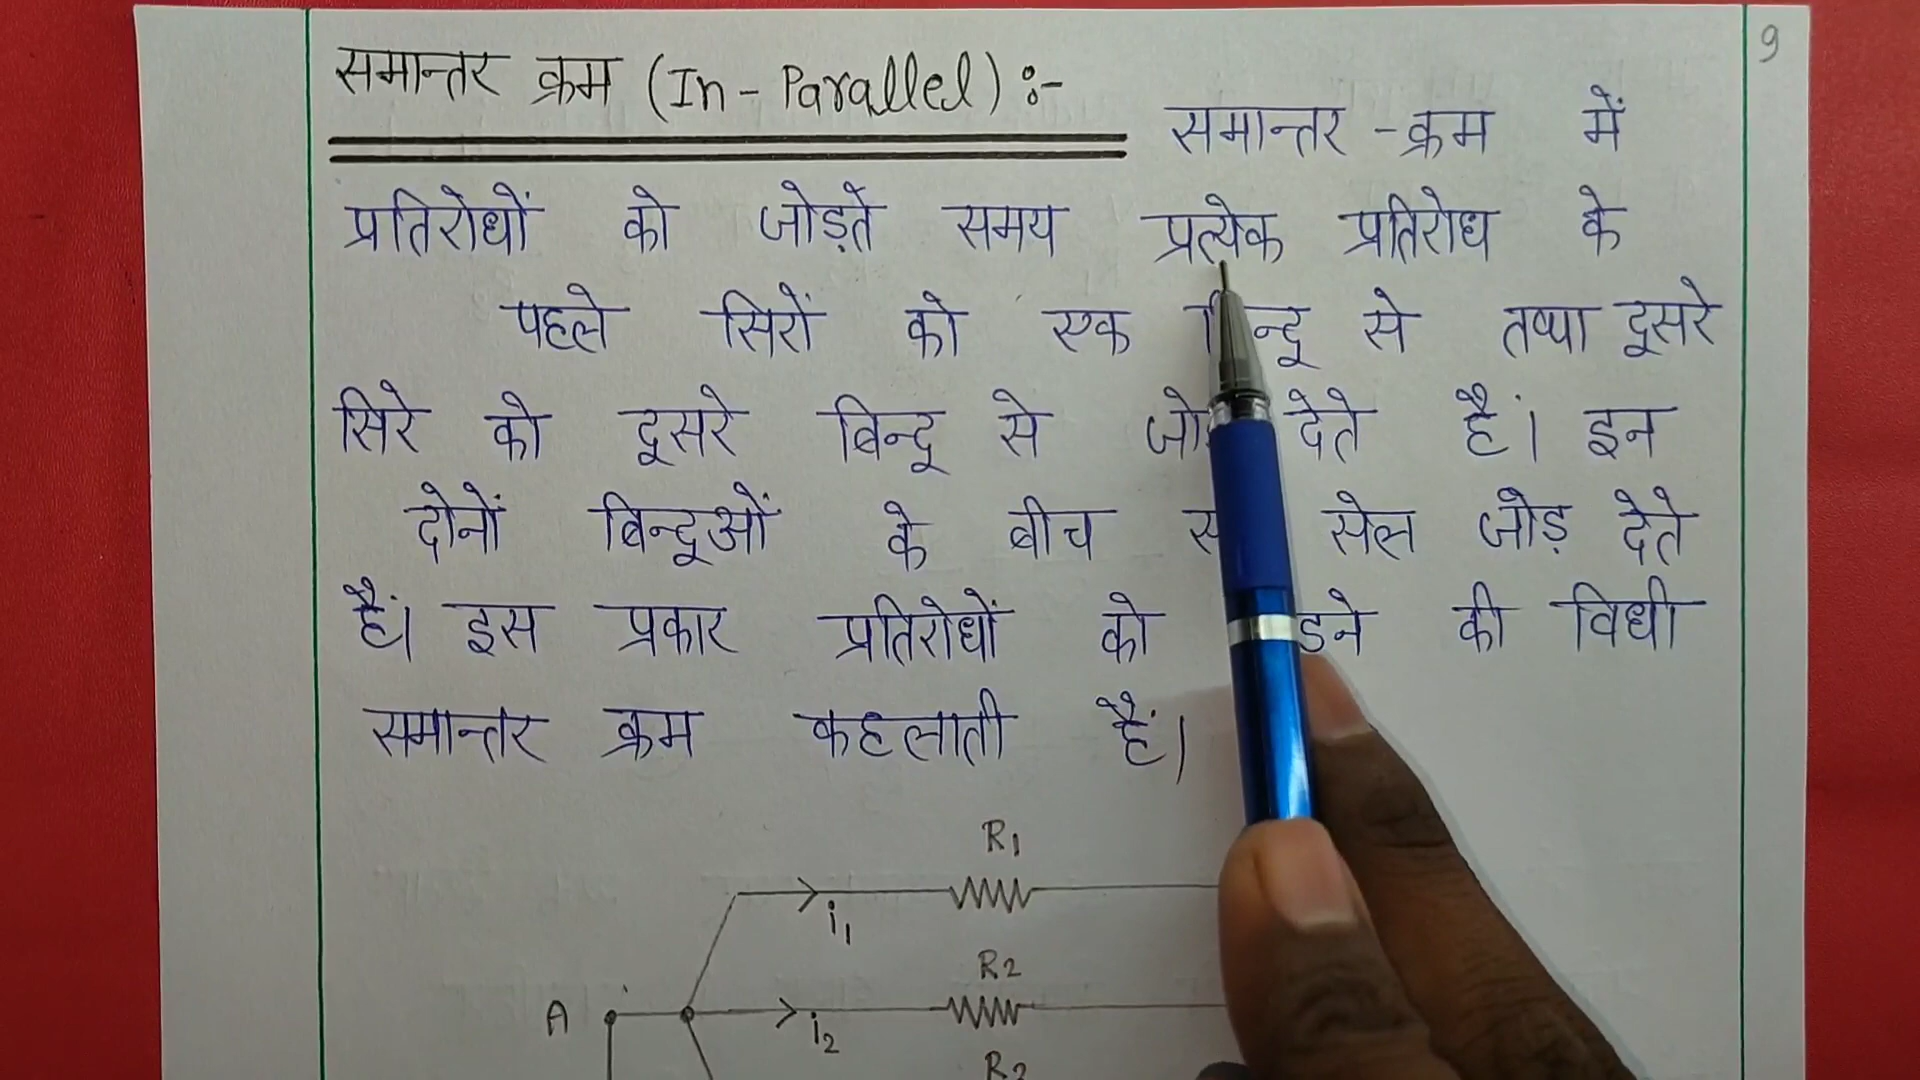 9
समान्तर क्रम (In-Parallel) :-
समान्तर - क्रम में
प्रतिरोधों को जोड़ते समय प्रत्येक प्रतिरोध के
पहले सिरों को एक से तथा दूसरे
सिरे को दूसरे बिन्दू से देते हैं। इन
दोनों बिन्दूओं के बीच सेल जोड़ देते
हैं। इस प्रकार प्रतिरोधों को की विधी
समान्तर क्रम कहलाती हैं।
R1
i1
R2
A
i2